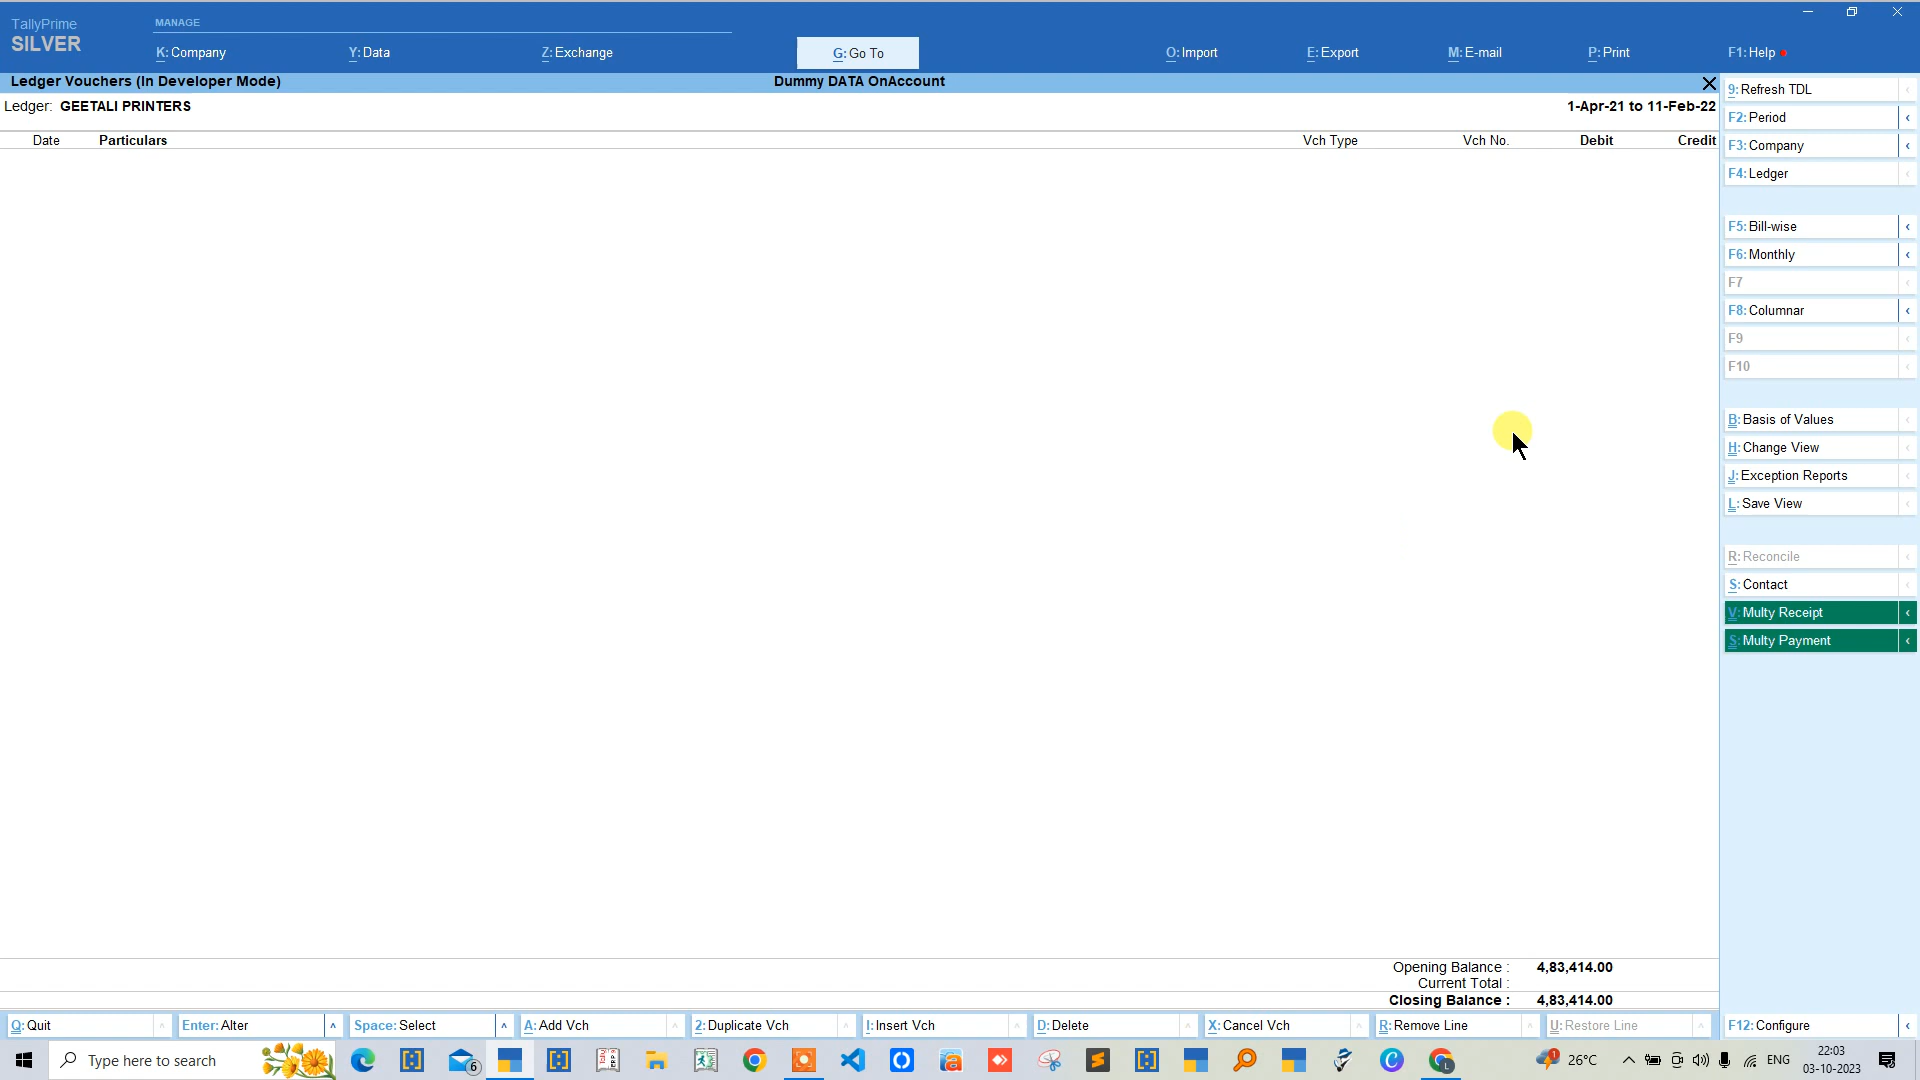 TallyPrime
SILVER
MANAGE
K: Company
Y: Data
Z: Exchange
G: Go To
O: Import
E: Export
M: E-mail
P: Print
F1: Help
Ledger Vouchers (In Developer Mode)
Dummy DATA OnAccount
Ledger: GEETALI PRINTERS
1-Apr-21 to 11-Feb-22
Date Particulars Vch Type Vch No. Debit Credit
9: Refresh TDL
F2: Period
F3: Company
F4: Ledger
F5: Bill-wise
F6: Monthly
F7
F8: Columnar
F9
F10
B: Basis of Values
H: Change View
J: Exception Reports
L: Save View
R: Reconcile
S: Contact
V: Multy Receipt
S: Multy Payment
Opening Balance : 4,83,414.00
Current Total :
Closing Balance : 4,83,414.00
Q: Quit
Enter: Alter
Space: Select
A: Add Vch
2: Duplicate Vch
I: Insert Vch
D: Delete
X: Cancel Vch
R: Remove Line
U: Restore Line
F12: Configure
Type here to search
6
26°C
ENG
22:03
03-10-2023